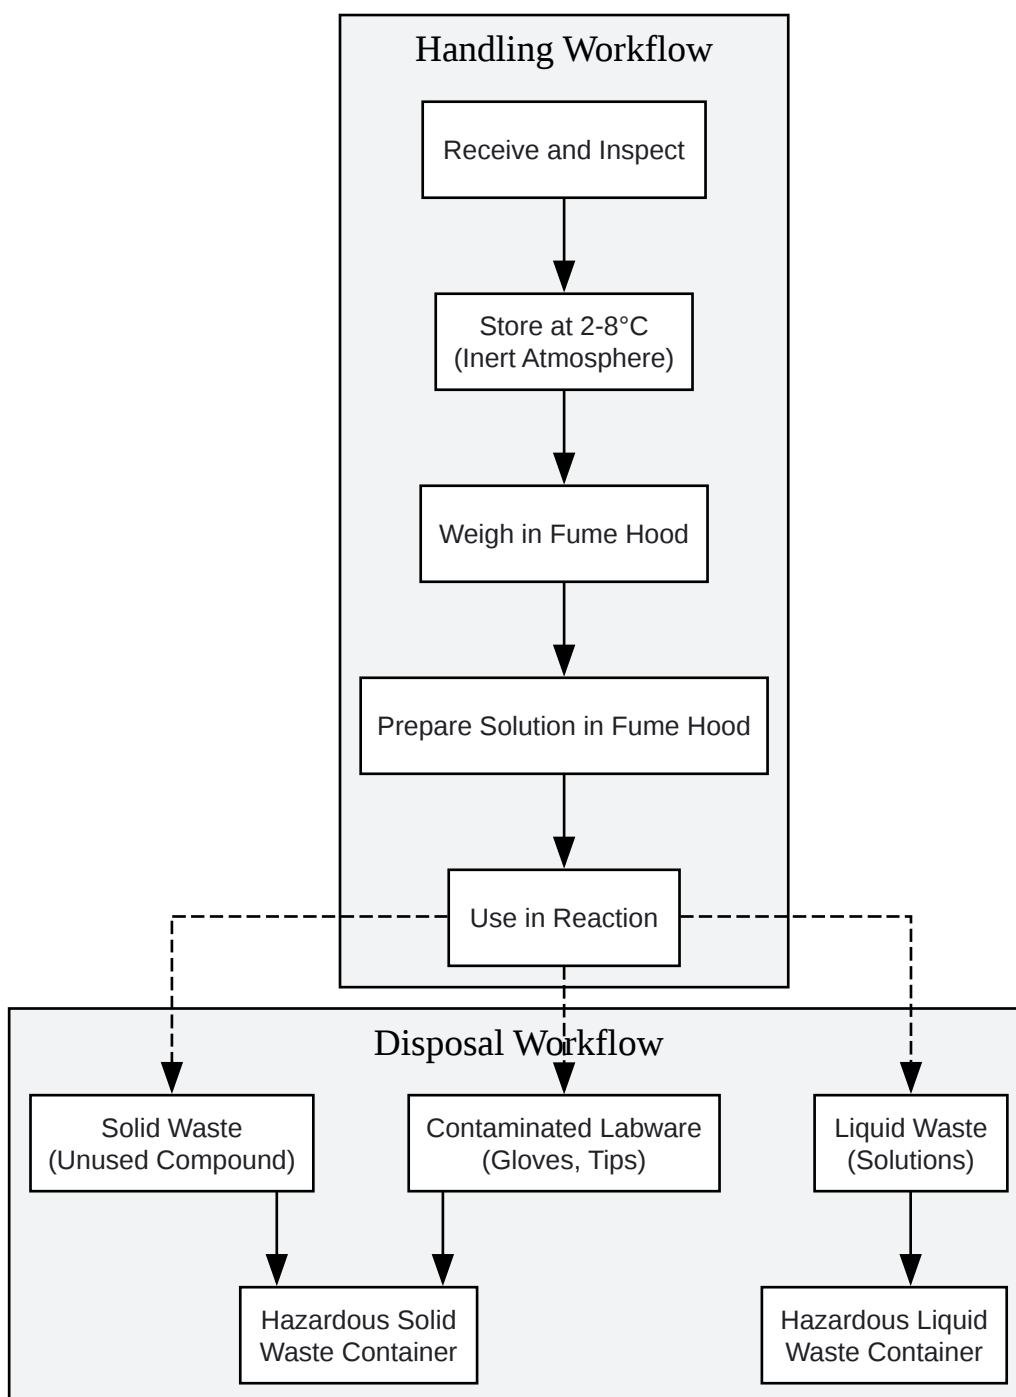 Handling Workflow
Receive and Inspect
Store at 2-8°C
(Inert Atmosphere)
Weigh in Fume Hood
Prepare Solution in Fume Hood
Use in Reaction
Disposal Workflow
Solid Waste
(Unused Compound)
Contaminated Labware
(Gloves, Tips)
Liquid Waste
(Solutions)
Hazardous Solid
Waste Container
Hazardous Liquid
Waste Container